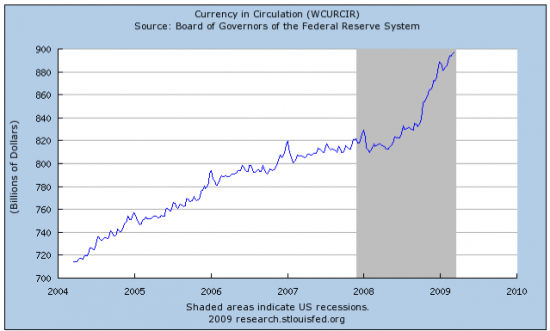 Currency in Circulation (WCURCIR)
Source: Board of Governors of the Federal Reserve System
(Billions of Dollars)
900
880
860
840
820
800
780
760
740
720
700
2004 2005 2006 2007 2008 2009 2010
Shaded areas indicate US recessions.
2009 research.stlouisfed.org